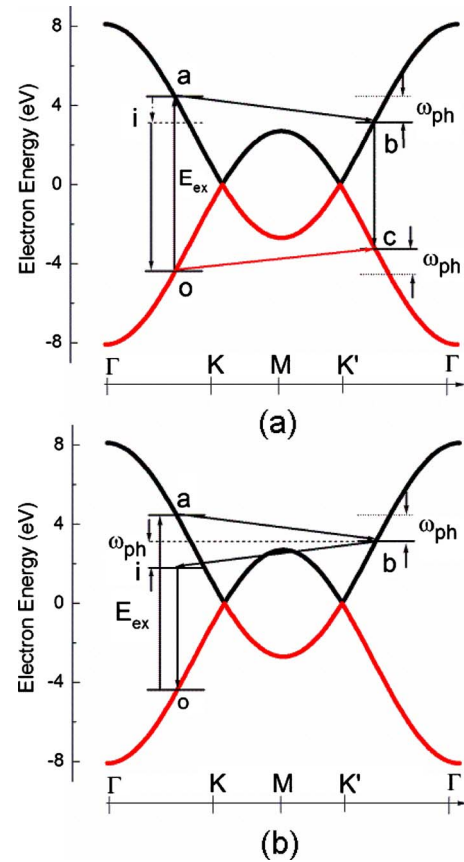 Electron Energy (eV)
8
4
0
-4
-8
a
i
E_ex
o
b
c
ω_ph
ω_ph
Γ K M K' Γ
(a)
Electron Energy (eV)
8
4
0
-4
-8
a
ω_ph
i
E_ex
o
b
ω_ph
Γ K M K' Γ
(b)